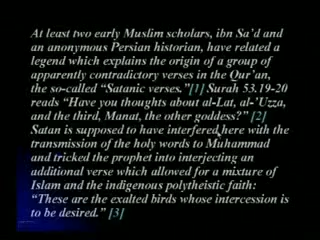 At least two early Muslim scholars, ibn Sa'd and
an anonymous Persian historian, have related a
legend which explains the origin of a group of
apparently contradictory verses in the Qur'an,
the so-called "Satanic verses."[1] Surah 53.19-20
reads "Have you thoughts about al-Lat, al-'Uzza,
and the third, Manat, the other goddess?" [2]
Satan is supposed to have interfered here with the
transmission of the holy words to Muhammad
and tricked the prophet into interjecting an
additional verse which allowed for a mixture of
Islam and the indigenous polytheistic faith:
"These are the exalted birds whose intercession is
to be desired." [3]